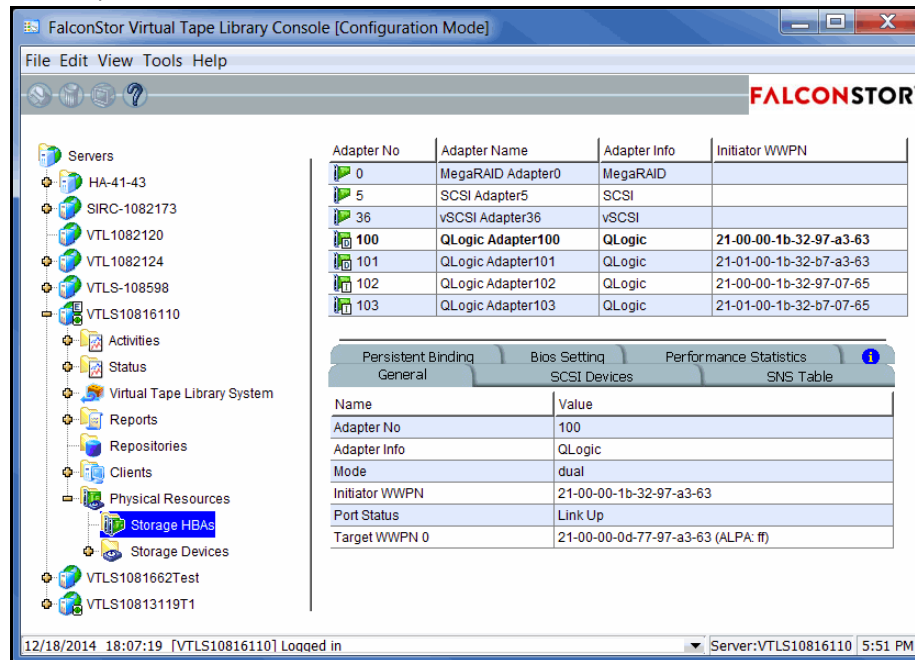 FalconStor Virtual Tape Library Console [Configuration Mode]
File Edit View Tools Help
FALCONSTOR
Servers
HA-41-43
SIRC-1082173
VTL1082120
VTL1082124
VTLS-108598
VTLS10816110
Activities
Status
Virtual Tape Library System
Reports
Repositories
Clients
Physical Resources
Storage HBAs
Storage Devices
VTLS1081662Test
VTLS10813119T1
Adapter No Adapter Name Adapter Info Initiator WWPN
0 MegaRAID Adapter0 MegaRAID
5 SCSI Adapter5 SCSI
36 vSCSI Adapter36 vSCSI
100 QLogic Adapter100 QLogic 21-00-00-1b-32-97-a3-63
101 QLogic Adapter101 QLogic 21-01-00-1b-32-b7-a3-63
102 QLogic Adapter102 QLogic 21-00-00-1b-32-97-07-65
103 QLogic Adapter103 QLogic 21-01-00-1b-32-b7-07-65
Persistent Binding Bios Setting Performance Statistics
General SCSI Devices SNS Table
Name Value
Adapter No 100
Adapter Info QLogic
Mode dual
Initiator WWPN 21-00-00-1b-32-97-a3-63
Port Status Link Up
Target WWPN 0 21-00-00-0d-77-97-a3-63 (ALPA: ff)
12/18/2014 18:07:19 [VTLS10816110] Logged in Server:VTLS10816110 5:51 PM